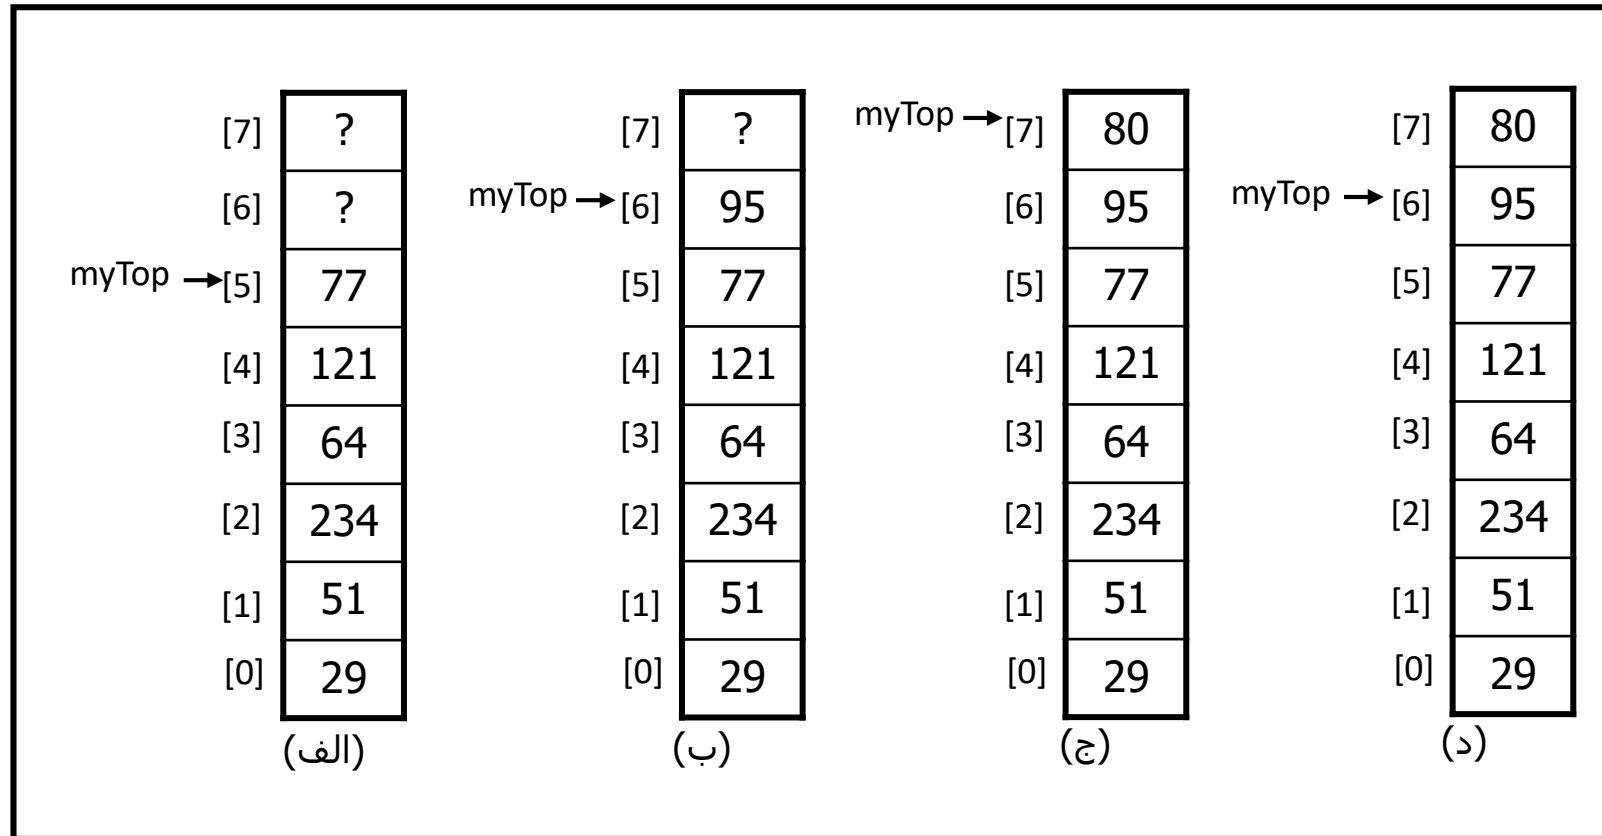 [7] ? [7] ? myTop [7] 80 [7] 80
[6] ? myTop [6] 95 [6] 95 myTop [6] 95
myTop [5] 77 [5] 77 [5] 77 [5] 77
[4] 121 [4] 121 [4] 121 [4] 121
[3] 64 [3] 64 [3] 64 [3] 64
[2] 234 [2] 234 [2] 234 [2] 234
[1] 51 [1] 51 [1] 51 [1] 51
[0] 29 [0] 29 [0] 29 [0] 29
(الف) (ب) (ج) (د)